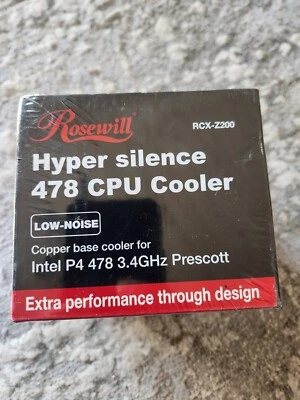 Rosewill
RCX-Z200
Hyper silence
478 CPU Cooler
LOW-NOISE
Copper base cooler for
Intel P4 478 3.4GHz Prescott
Extra performance through design